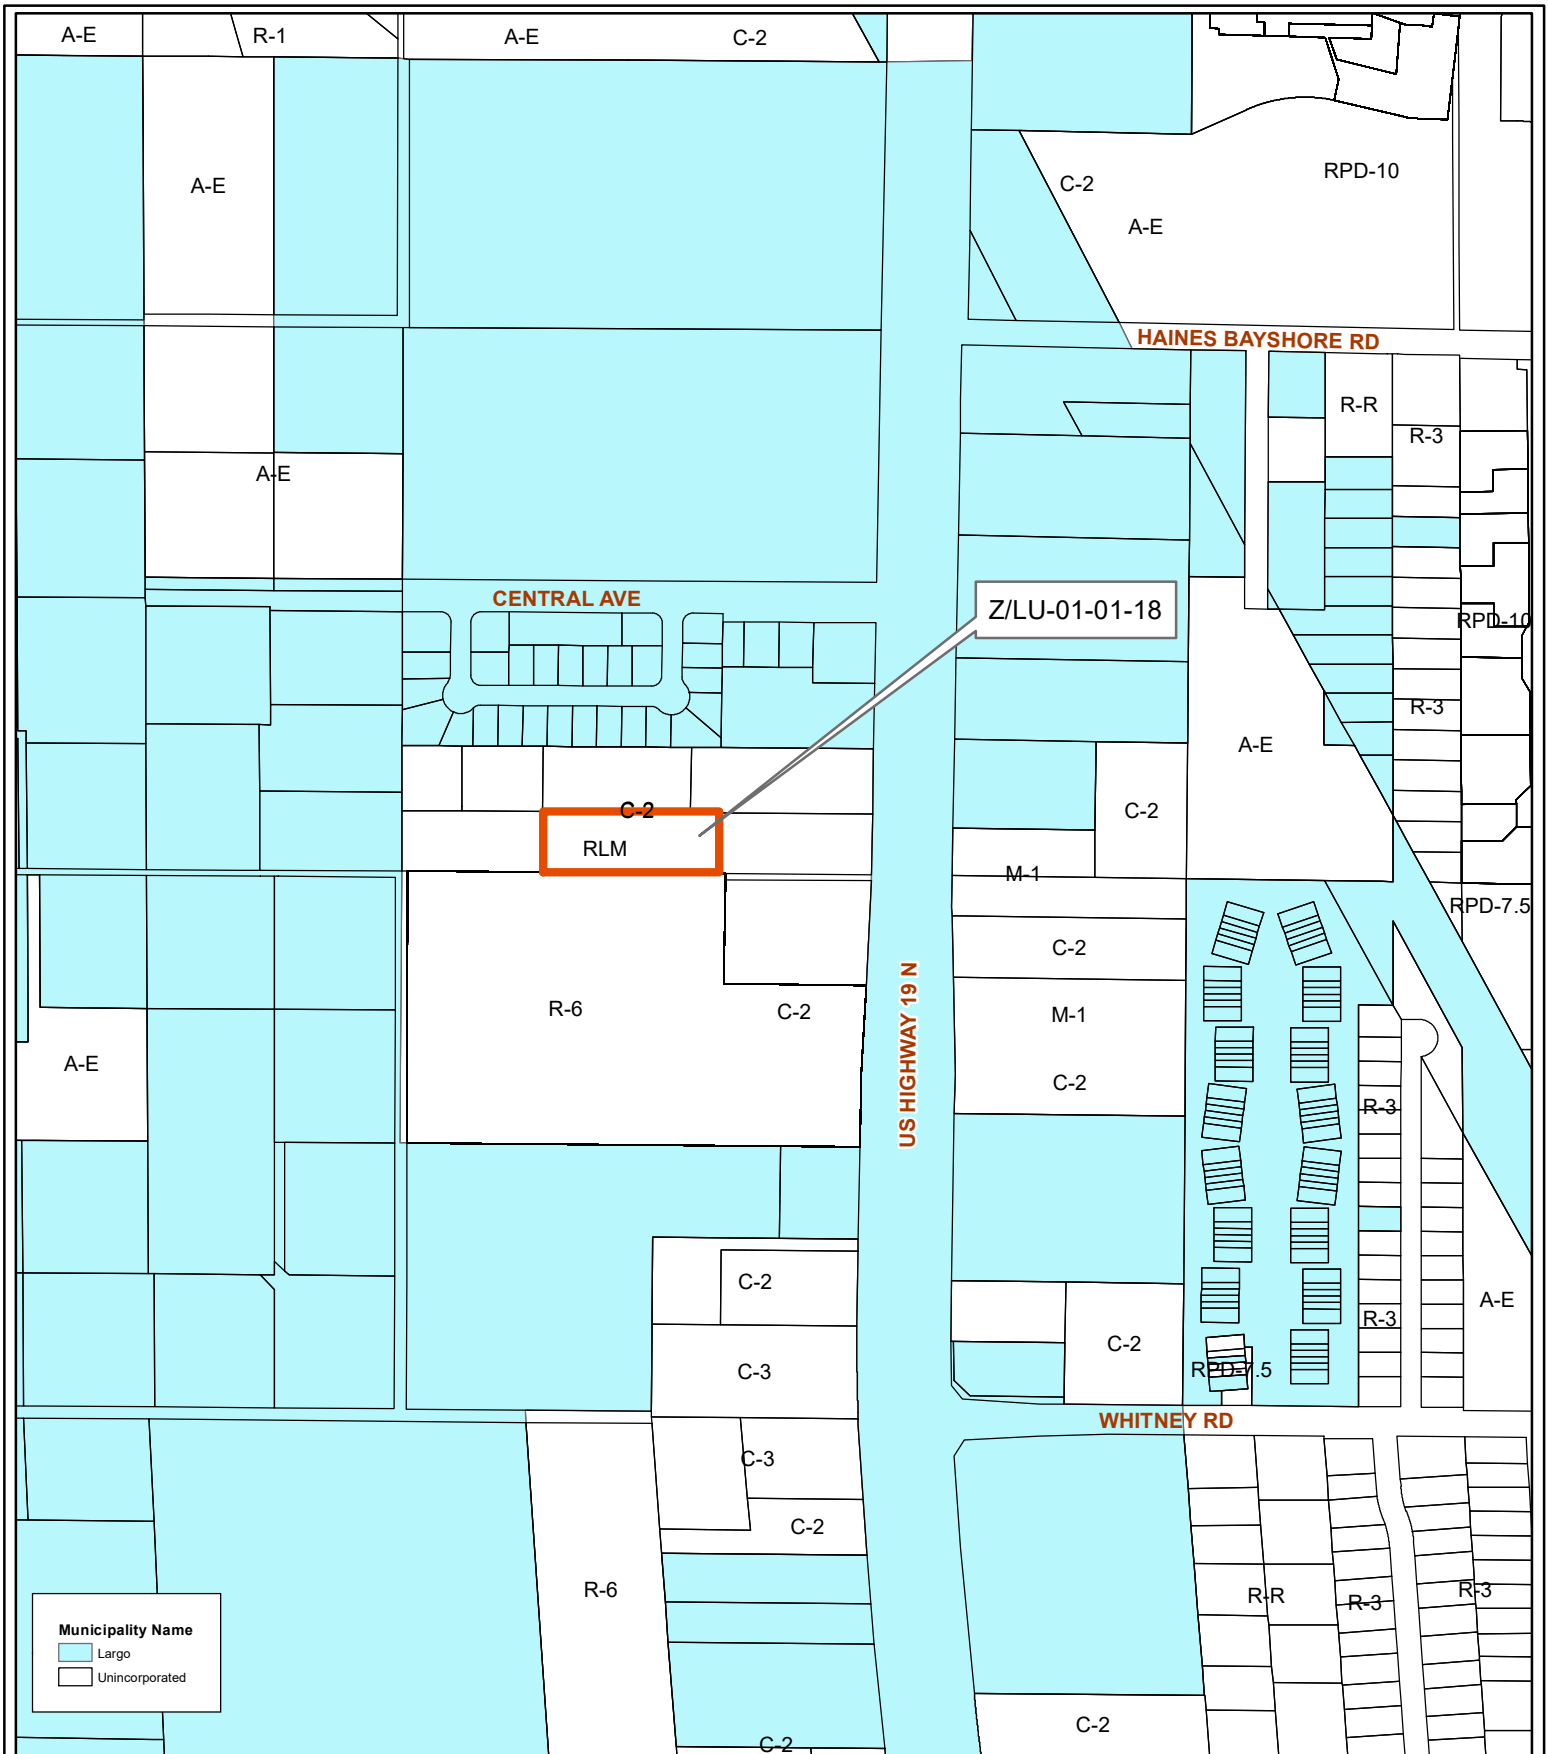 A-E
R-1
A-E
C-2
RPD-10
C-2
A-E
A-E
HAINES BAYSHORE RD
R-R
R-3
A-E
CENTRAL AVE
Z/LU-01-01-18
RPD-10
R-3
A-E
C-2
C-2
RLM
M-1
RPD-7.5
C-2
US HIGHWAY 19 N
R-6
C-2
M-1
A-E
C-2
R-3
C-2
A-E
R-3
C-2
C-3
RPD-7.5
WHITNEY RD
C-3
C-2
R-6
R-R
R-3
R-3
Municipality Name
Largo
Unincorporated
C-2
C-2